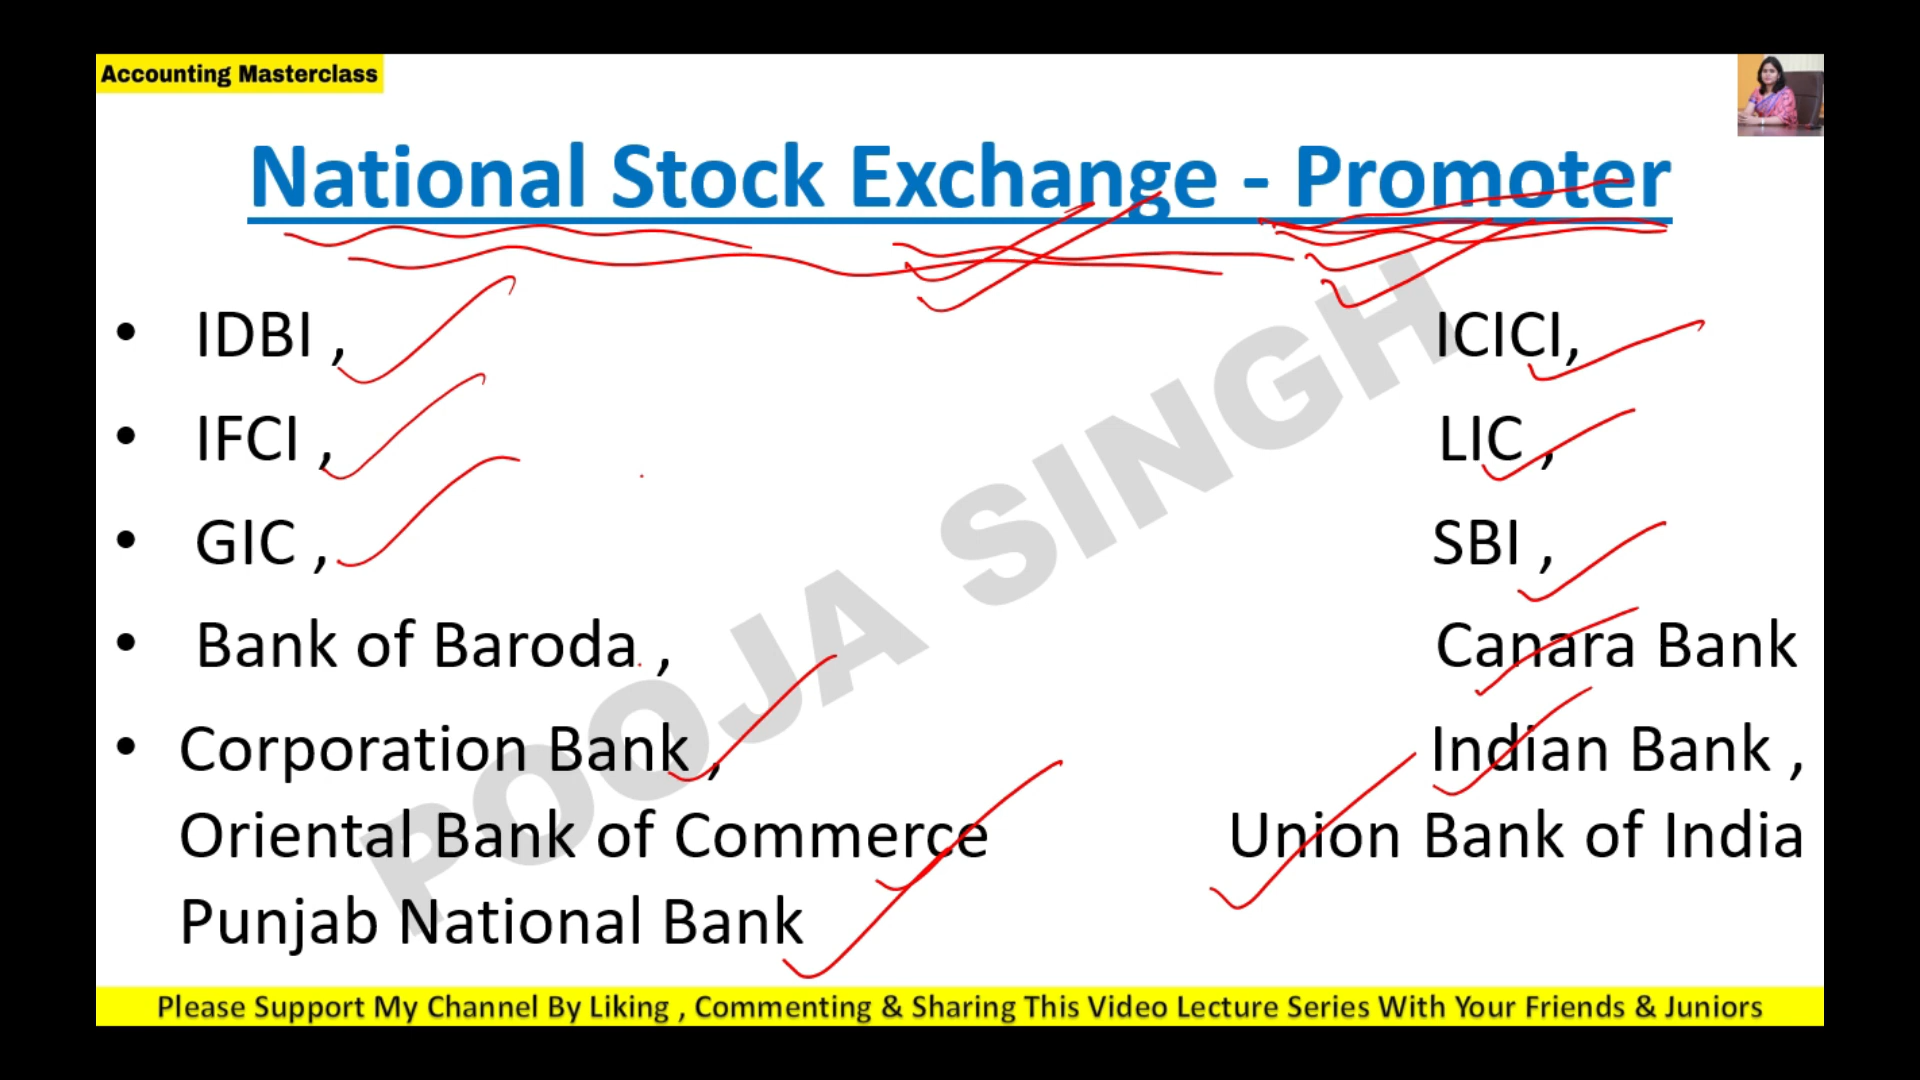 Accounting Masterclass
National Stock Exchange - Promoter
• IDBI , ICICI,
• IFCI , LIC ,
• GIC , SBI ,
• Bank of Baroda , Canara Bank
• Corporation Bank , Indian Bank ,
Oriental Bank of Commerce Union Bank of India
Punjab National Bank
POOJA SINGH
Please Support My Channel By Liking , Commenting & Sharing This Video Lecture Series With Your Friends & Juniors